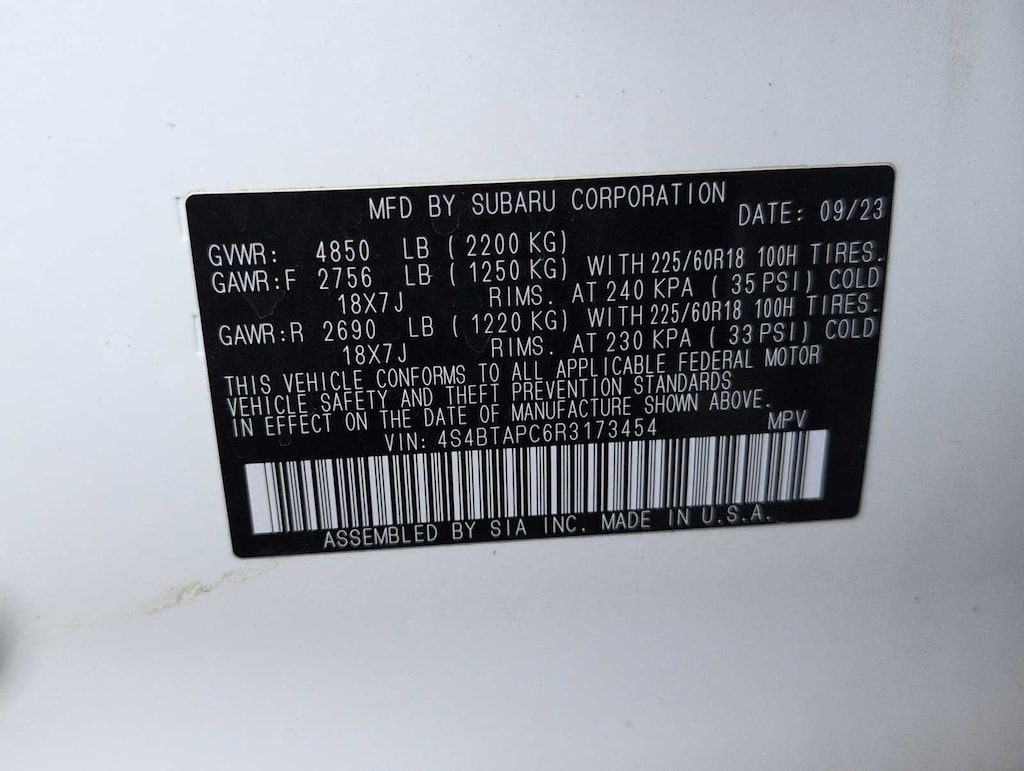 MFD BY SUBARU CORPORATION DATE: 09/23
GVWR: 4850 LB (2200 KG)
GAWR:F 2756 LB (1250 KG) WITH 225/60R18 100H TIRES.
18X7J RIMS. AT 240 KPA (35 PSI) COLD
GAWR:R 2690 LB (1220 KG) WITH 225/60R18 100H TIRES.
18X7J RIMS. AT 230 KPA (33 PSI) COLD
THIS VEHICLE CONFORMS TO ALL APPLICABLE FEDERAL MOTOR
VEHICLE SAFETY AND THEFT PREVENTION STANDARDS
IN EFFECT ON THE DATE OF MANUFACTURE SHOWN ABOVE.
VIN: 4S4BTAPC6R3173454 MPV
ASSEMBLED BY SIA INC. MADE IN U.S.A.